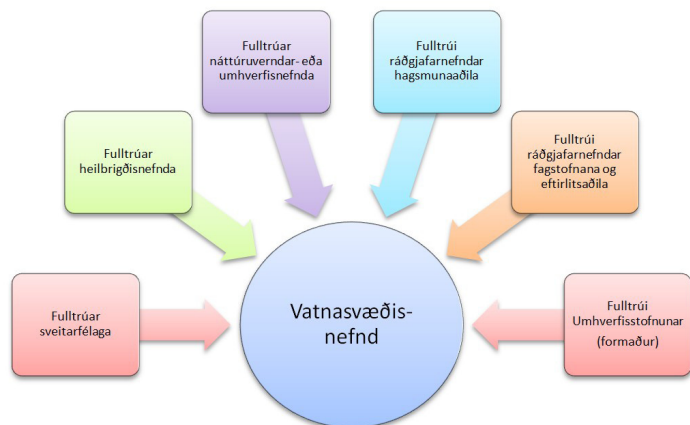 Fulltrúar
náttúruverndar- eða
umhverfisnefnda
Fulltrúi
ráðgjafarnefndar
hagsmunaaðila
Fulltrúar
heilbrigðisnefnda
Fulltrúi
ráðgjafarnefndar
fagstofnana og
eftirlitsaðila
Fulltrúar
sveitarfélaga
Vatnasvæðis-
nefnd
Fulltrúi
Umhverfisstofnunar
(formaður)